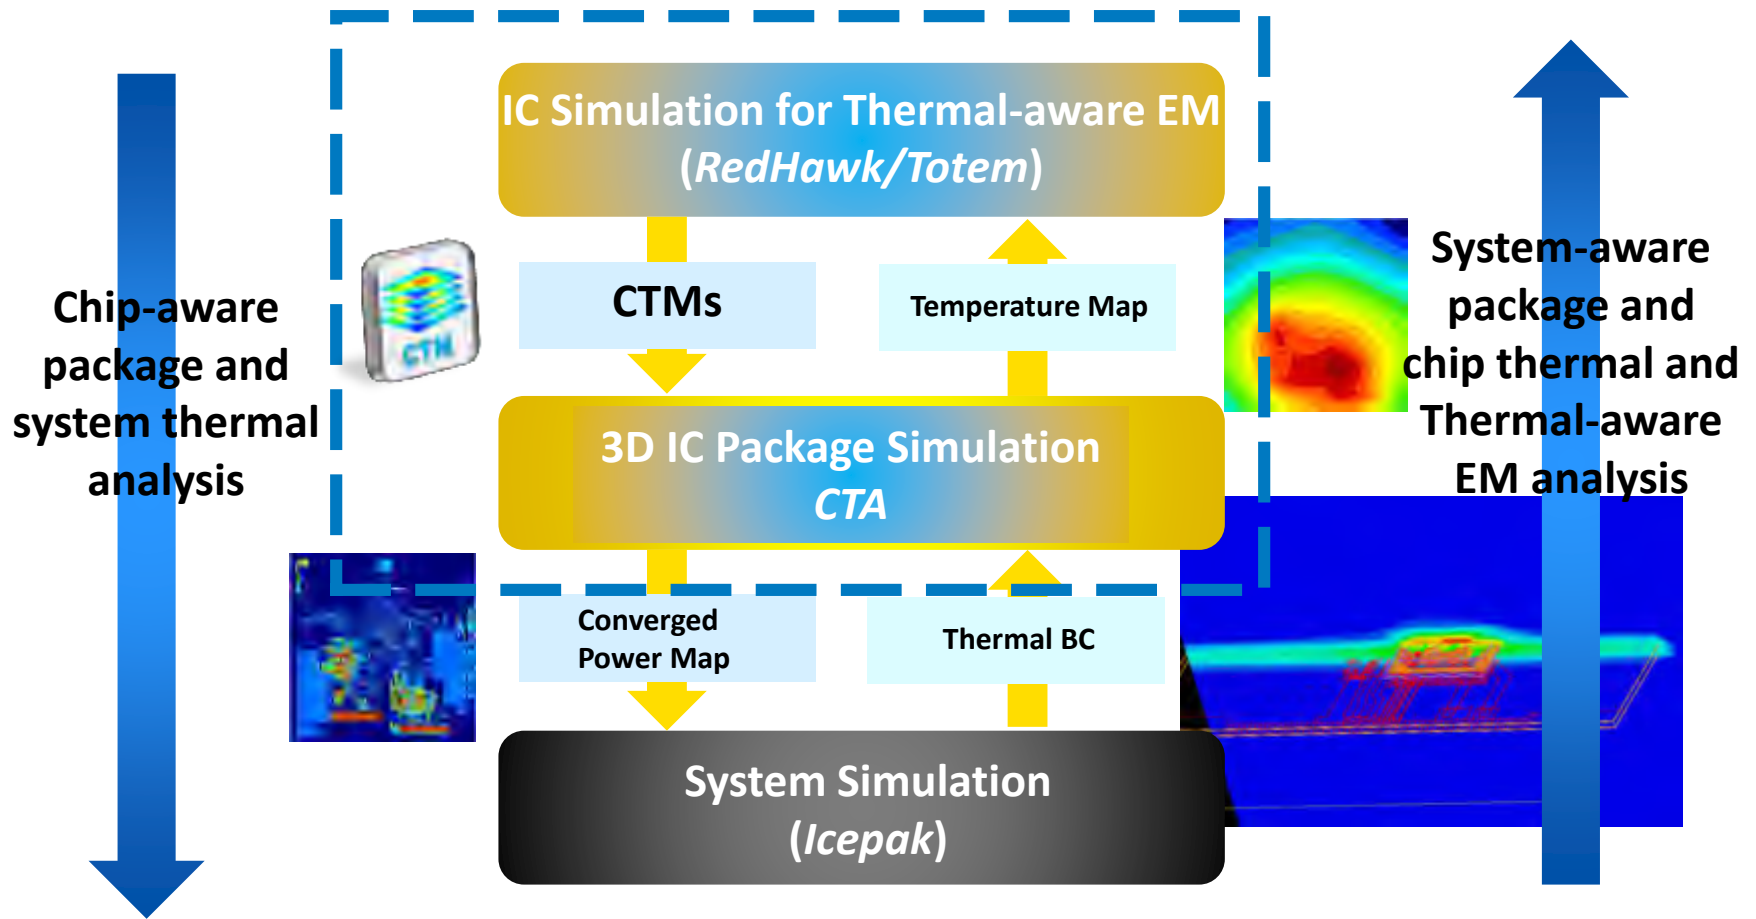 IC Simulation for Thermal-aware EM
(RedHawk/Totem)
CTMs
Temperature Map
CTM
Chip-aware
package and
system thermal
analysis
System-aware
package and
chip thermal and
Thermal-aware
EM analysis
3D IC Package Simulation
CTA
Converged
Power Map
Thermal BC
System Simulation
(Icepak)